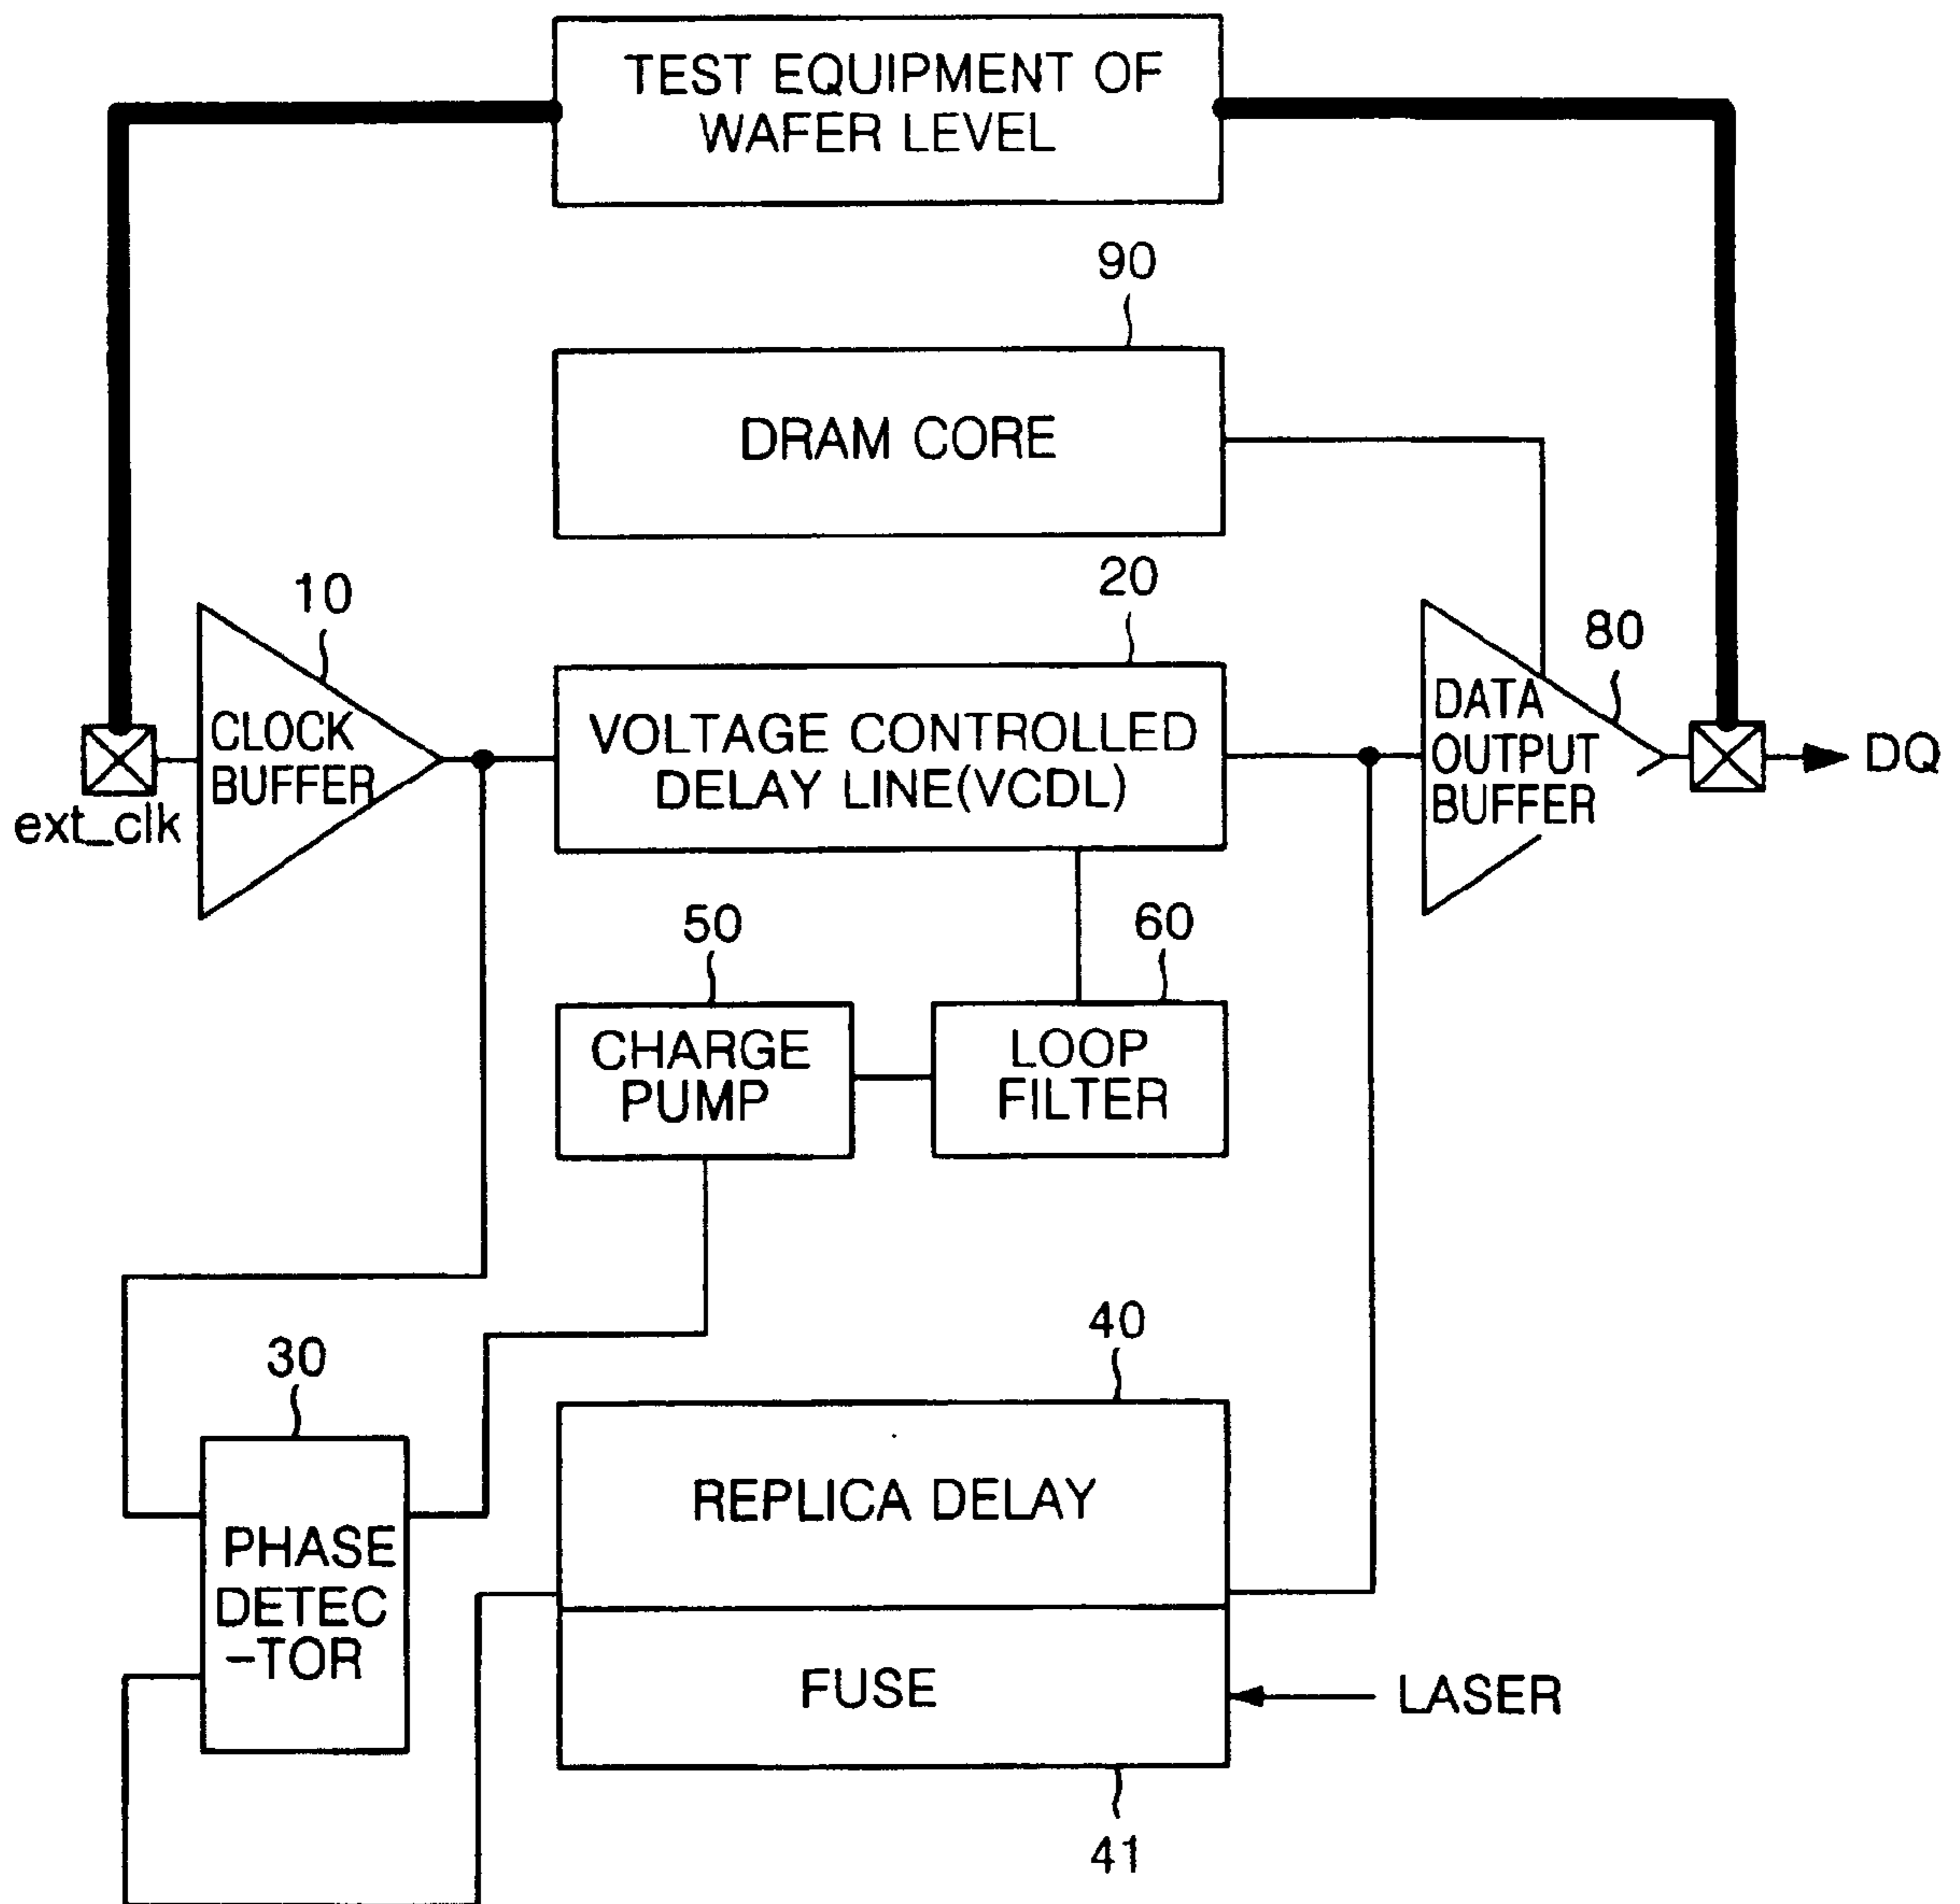 TEST EQUIPMENT OF
WAFER LEVEL
90
DRAM CORE
10
20
80
CLOCK
BUFFER
VOLTAGE CONTROLLED
DELAY LINE(VCDL)
DATA
OUTPUT
BUFFER
DQ
ext_clk
50
60
CHARGE
PUMP
LOOP
FILTER
30
40
PHASE
DETEC
-TOR
REPLICA DELAY
FUSE
LASER
41